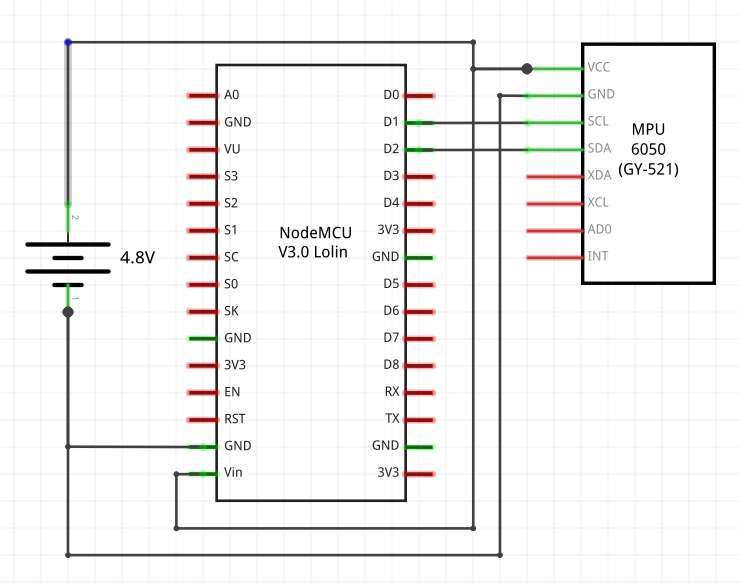 A0
GND
VU
S3
S2
S1
SC
S0
SK
GND
3V3
EN
RST
GND
Vin
NodeMCU
V3.0 Lolin
D0
D1
D2
D3
D4
3V3
GND
D5
D6
D7
D8
RX
TX
GND
3V3
VCC
GND
SCL
SDA
XDA
XCL
AD0
INT
MPU
6050
(GY-521)
2
4.8V
1